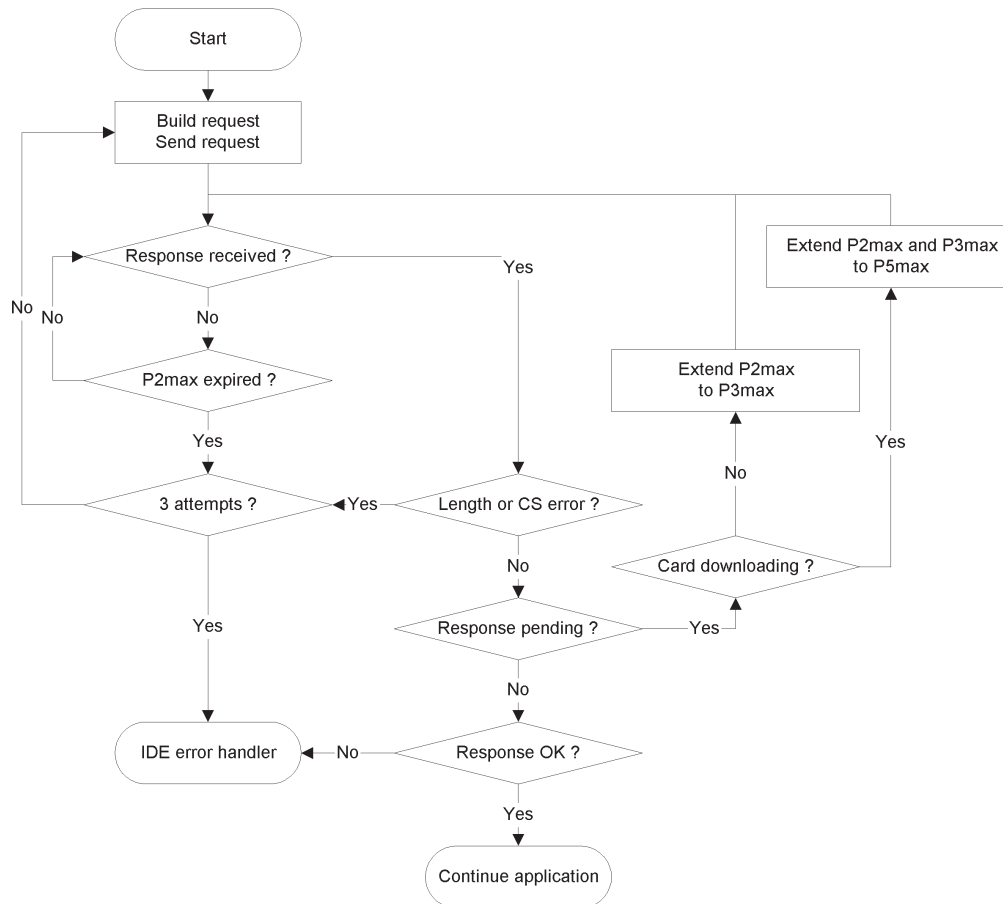 Start
Build request
Send request
Response received ?
Yes
Extend P2max and P3max
to P5max
No
No
No
P2max expired ?
Extend P2max
to P3max
Yes
Yes
No
3 attempts ?
Yes
Length or CS error ?
No
Card downloading ?
Yes
Response pending ?
Yes
No
IDE error handler
No
Response OK ?
Yes
Continue application